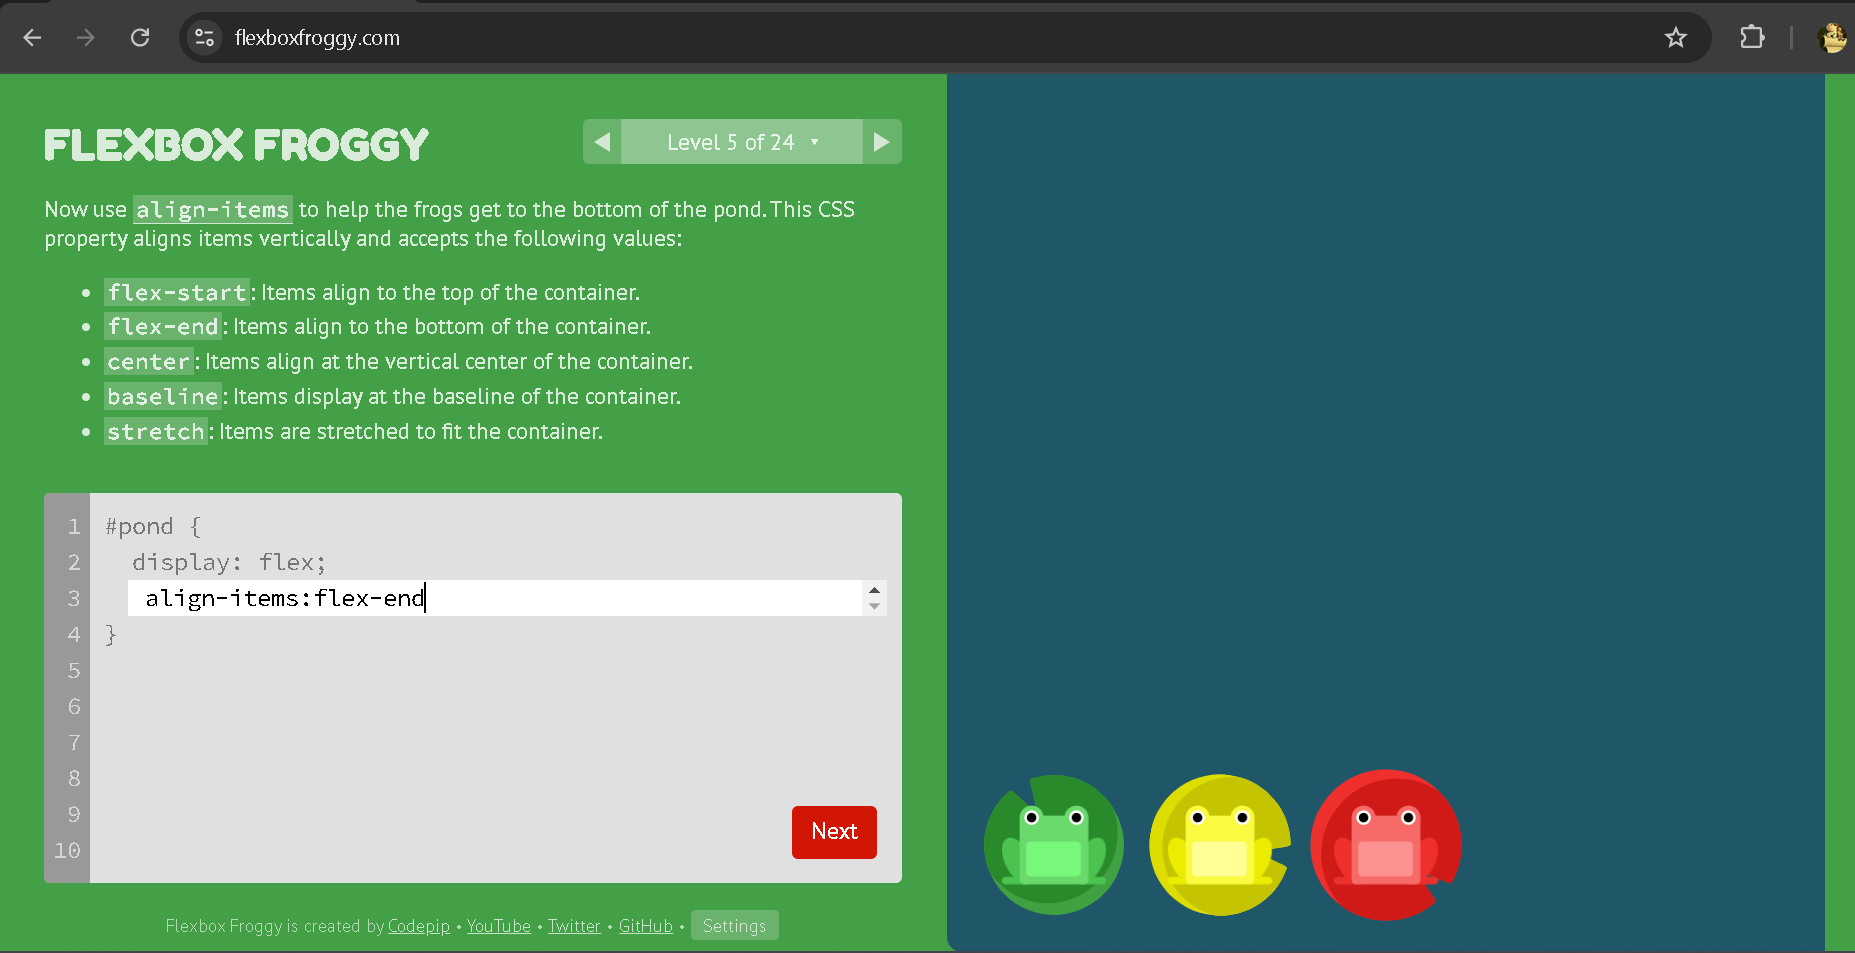 flexboxfroggy.com
FLEXBOX FROGGY
Level 5 of 24
Now use align-items to help the frogs get to the bottom of the pond. This CSS
property aligns items vertically and accepts the following values:
flex-start: Items align to the top of the container.
flex-end: Items align to the bottom of the container.
center: Items align at the vertical center of the container.
baseline: Items display at the baseline of the container.
stretch: Items are stretched to fit the container.
1 #pond {
2 display: flex;
3 align-items:flex-end
4 }
5
6
7
8
9
10
Next
Flexbox Froggy is created by Codepip • YouTube • Twitter • GitHub • Settings